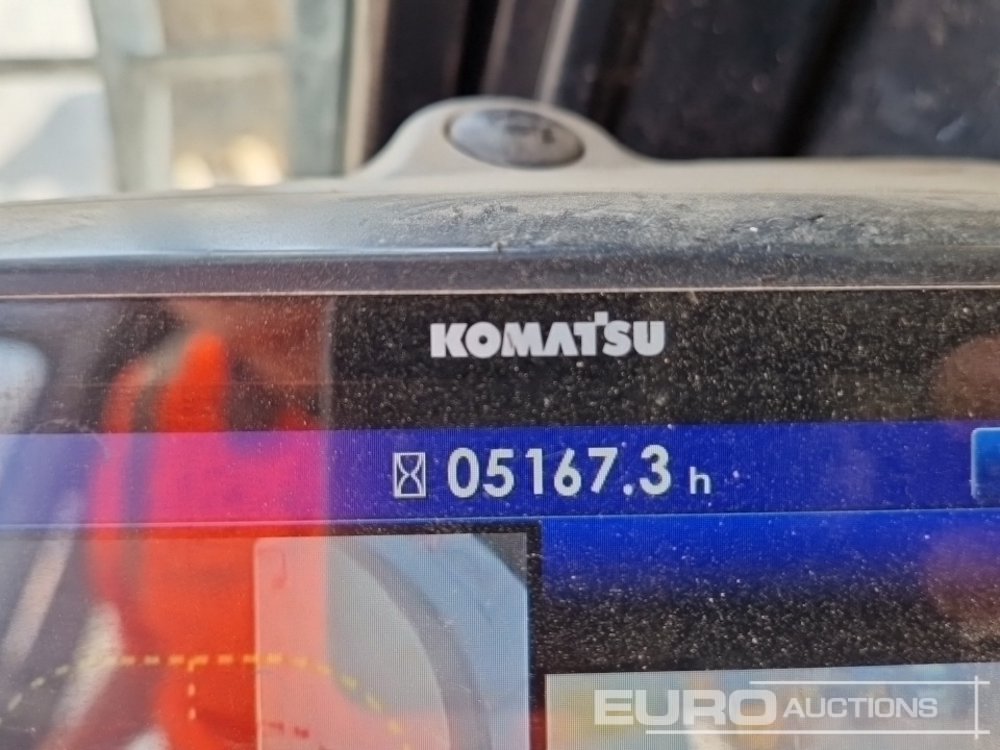 KOMATSU
05167.3 h
EURO AUCTIONS